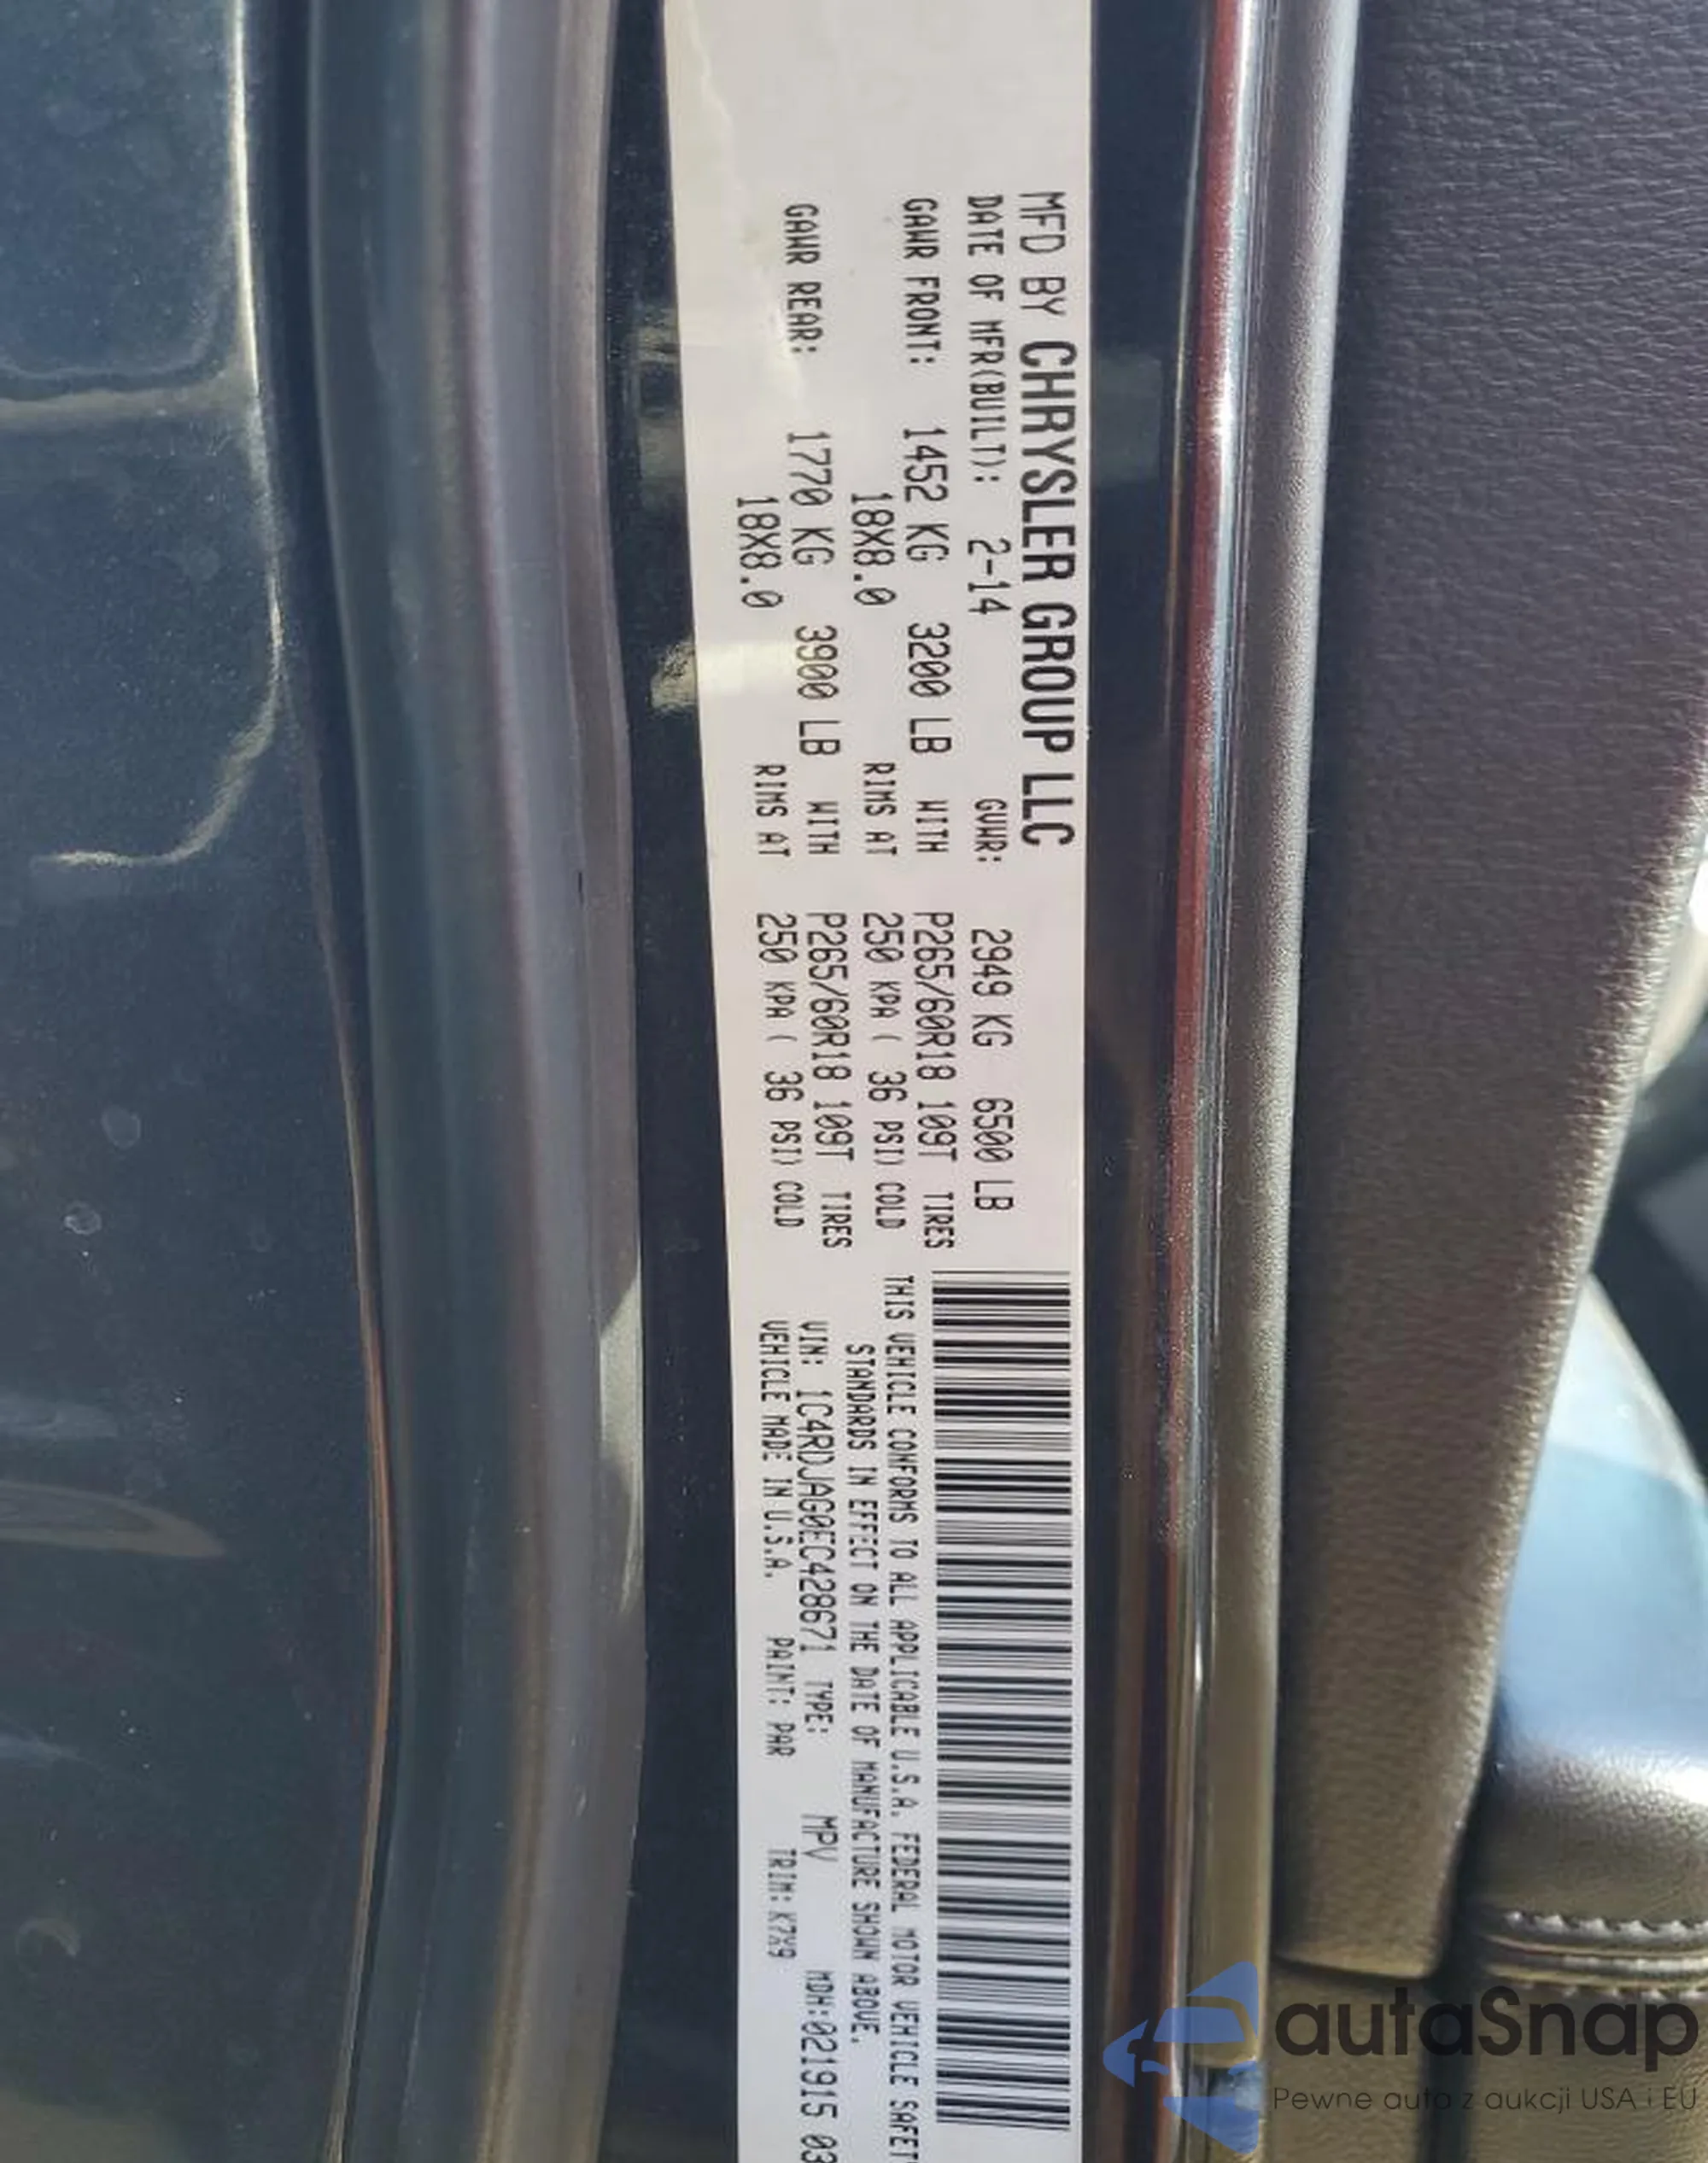 MFD BY CHRYSLER GROUP LLC
DATE OF MFR(BUILT): 2-14 GVWR: 2949 KG 6500 LB
GAWR FRONT: 1452 KG 3200 LB WITH P265/60R18 109T TIRES
18X8.0 RIMS AT 250 KPA ( 36 PSI) COLD
GAWR REAR: 1770 KG 3900 LB WITH P265/60R18 109T TIRES
18X8.0 RIMS AT 250 KPA ( 36 PSI) COLD
THIS VEHICLE CONFORMS TO ALL APPLICABLE U.S.A. FEDERAL MOTOR VEHICLE SAFET
STANDARDS IN EFFECT ON THE DATE OF MANUFACTURE SHOWN ABOVE.
VIN: 1C4RDJAG0EC428671 TYPE: MPV MDH:021915 03
VEHICLE MADE IN U.S.A. PAINT: PAR TRIM: K7X9
autaSnap
Pewne auta z aukcji USA i EU